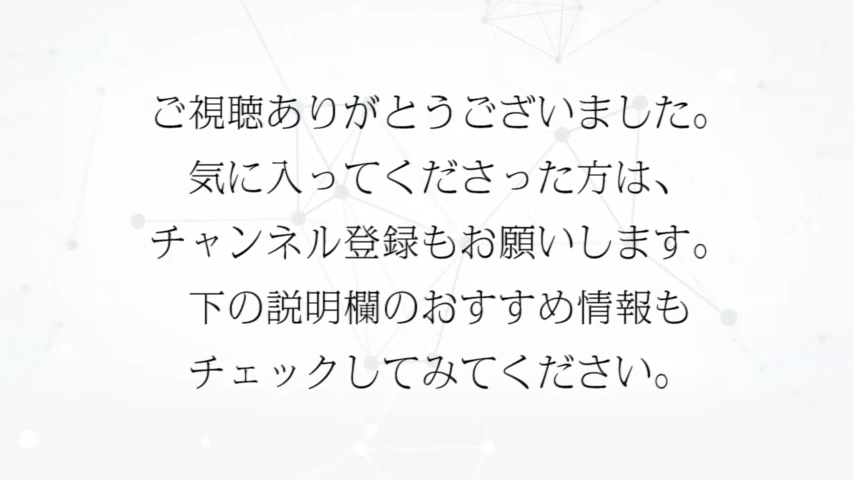 ご視聴ありがとうございました。
気に入ってくださった方は、
チャンネル登録もお願いします。
下の説明欄のおすすめ情報も
チェックしてみてください。